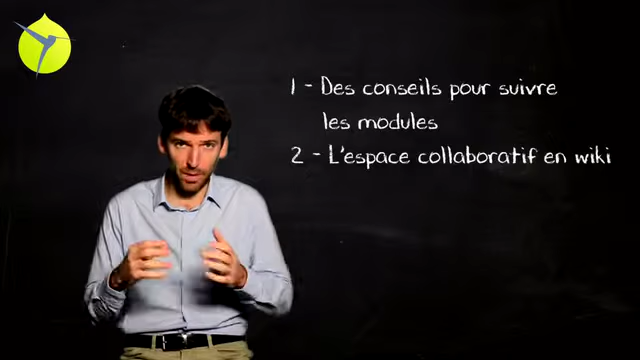 1 - Des conseils pour suivre
les modules
2 - L'espace collaboratif en wiki